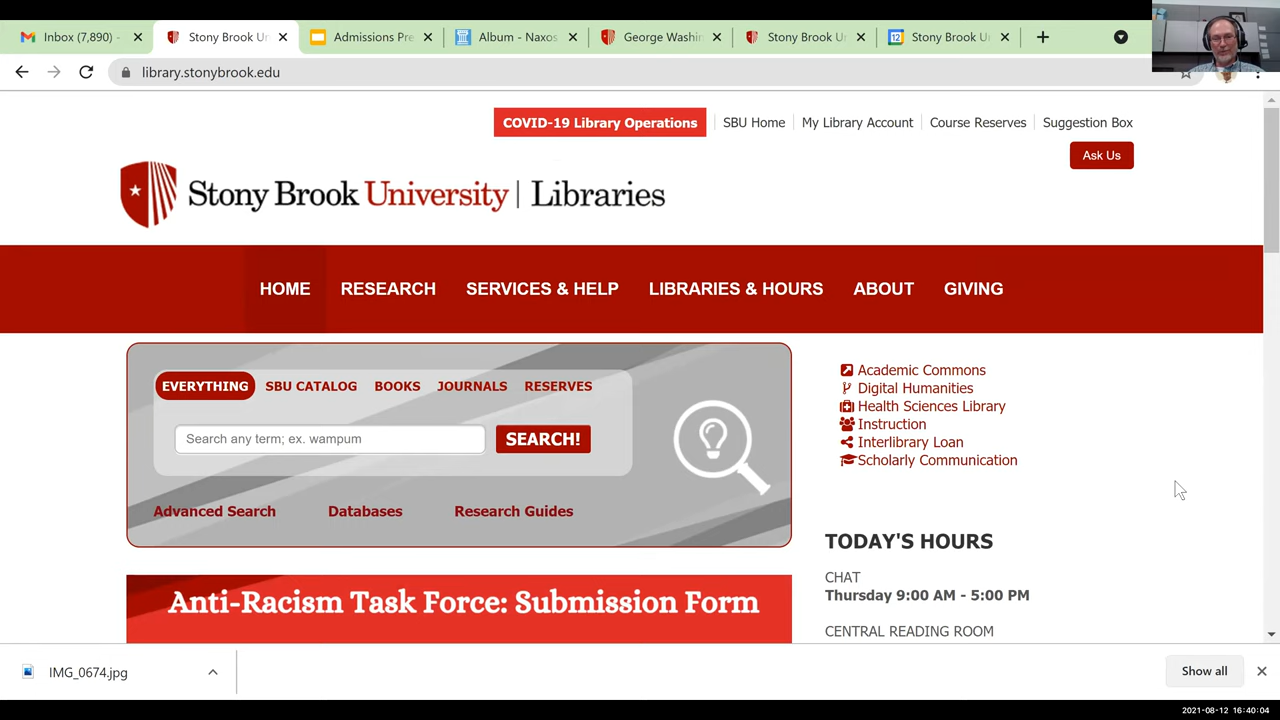 Inbox (7,890)
Stony Brook Un
Admissions Pre
Album - Naxos
George Washin
Stony Brook U
12
Stony Brook U
library.stonybrook.edu
COVID-19 Library Operations
SBU Home
My Library Account
Course Reserves
Suggestion Box
Ask Us
Stony Brook University | Libraries
HOME
RESEARCH
SERVICES & HELP
LIBRARIES & HOURS
ABOUT
GIVING
EVERYTHING
SBU CATALOG
BOOKS
JOURNALS
RESERVES
Search any term; ex. wampum
SEARCH!
Advanced Search
Databases
Research Guides
Academic Commons
Digital Humanities
Health Sciences Library
Instruction
Interlibrary Loan
Scholarly Communication
TODAY'S HOURS
CHAT
Thursday 9:00 AM - 5:00 PM
CENTRAL READING ROOM
Anti-Racism Task Force: Submission Form
IMG_0674.jpg
Show all
2021-08-12 16:40:04